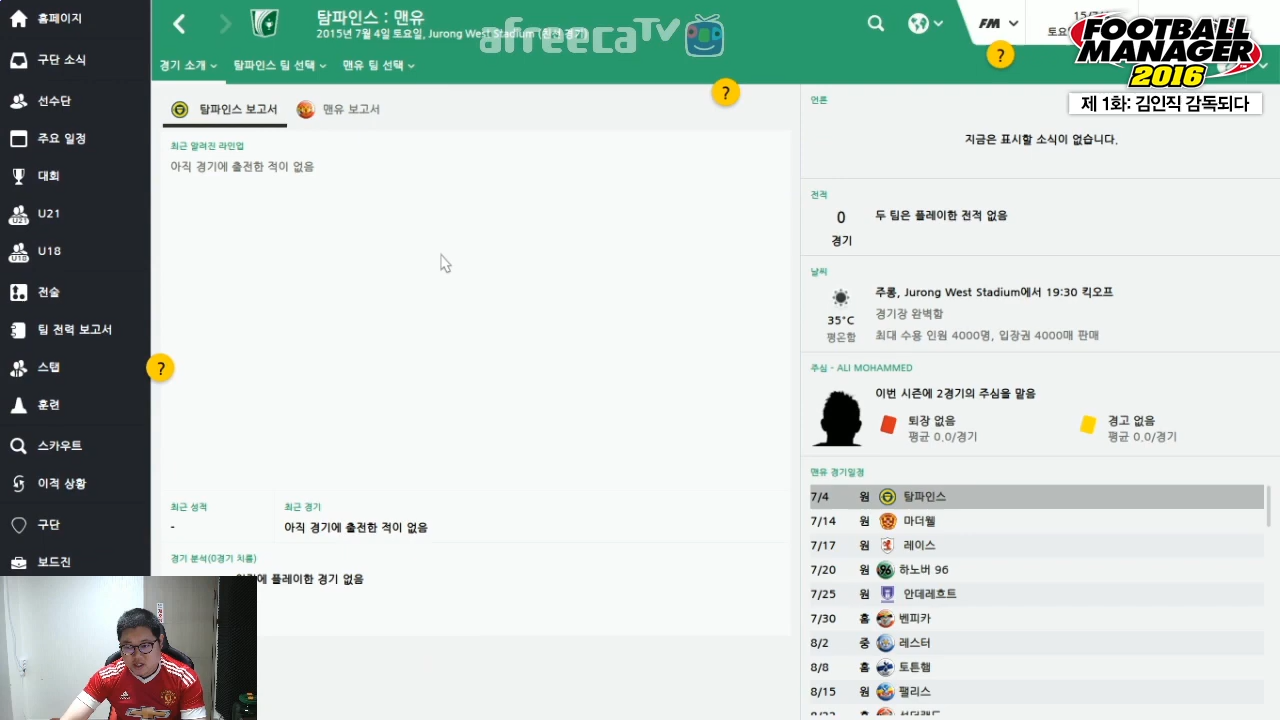 홈페이지
구단 소식
선수단
주요 일정
대회
U21
U18
전술
팀 전력 보고서
스탭
훈련
스카우트
이적 상황
구단
보드진
탐파인스 : 맨유
2015년 7월 4일 토요일, Jurong West Stadium (친선 경기)
afreecaTV
경기 소개
탐파인스 팀 선택
맨유 팀 선택
FM
FOOTBALL
MANAGER
2016
제 1화: 김인직 감독되다
?
?
?
탐파인스 보고서
맨유 보고서
최근 알려진 라인업
아직 경기에 출전한 적이 없음
최근 성적
-
최근 경기
아직 경기에 출전한 적이 없음
경기 분석(0경기 치름)
플레이한 경기 없음
언론
지금은 표시할 소식이 없습니다.
전적
0
경기
두 팀은 플레이한 전적 없음
날씨
35°C
평온함
주롱, Jurong West Stadium에서 19:30 킥오프
경기장 완벽함
최대 수용 인원 4000명, 입장권 4000매 판매
주심 - ALI MOHAMMED
이번 시즌에 2경기의 주심을 맡음
퇴장 없음
평균 0.0/경기
경고 없음
평균 0.0/경기
맨유 경기일정
7/4 원 탐파인스
7/14 원 마더웰
7/17 원 레이스
7/20 원 하노버 96
7/25 원 안데레흐트
7/30 홈 벤피카
8/2 중 레스터
8/8 홈 토튼햄
8/15 원 팰리스